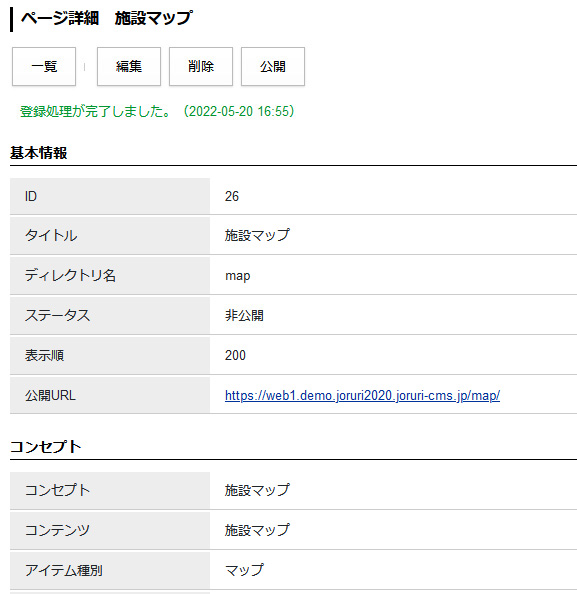 ページ詳細　施設マップ
一覧 | 編集 削除 公開
登録処理が完了しました。（2022-05-20 16:55）
基本情報
ID 26
タイトル 施設マップ
ディレクトリ名 map
ステータス 非公開
表示順 200
公開URL https://web1.demo.joruri2020.joruri-cms.jp/map/
コンセプト
コンセプト 施設マップ
コンテンツ 施設マップ
アイテム種別 マップ